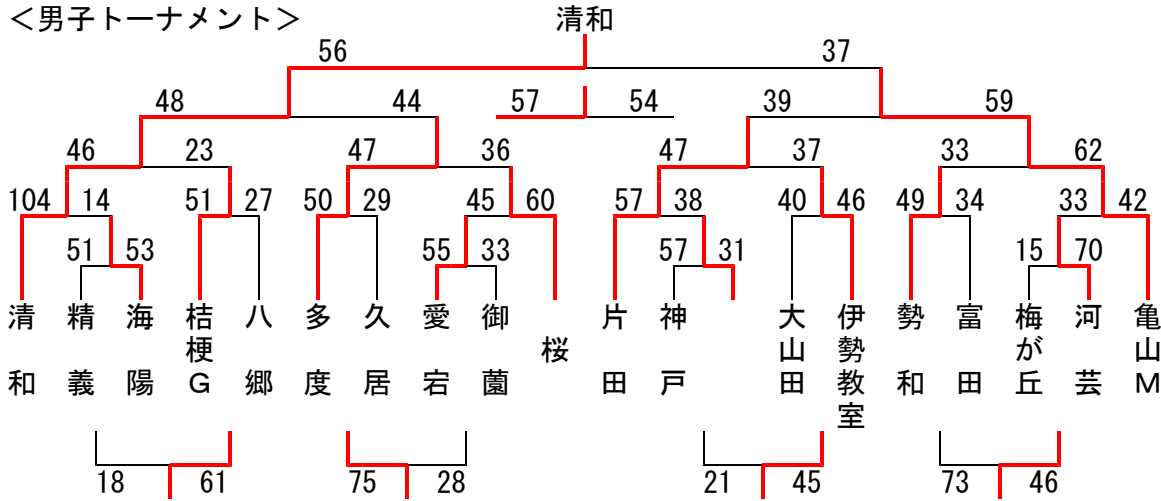 ＜男子トーナメント＞
清和
56 37
48 44 57 54 39 59
46 23 47 36 47 37 33 62
104 14 51 27 50 29 45 60 57 38 40 46 49 34 33 42
51 53 55 33 57 31 15 70
清和
精義
海陽
桔梗G
八郷
多度
久居
愛宕
御薗
桜
片田
神戸
大山田
伊勢教室
勢和
富田
梅が丘
河芸
亀山M
18 61 75 28 21 45 73 46